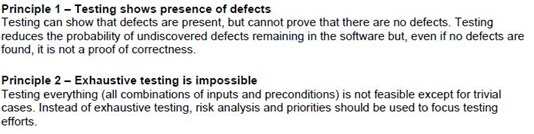 Principle 1 – Testing shows presence of defects
Testing can show that defects are present, but cannot prove that there are no defects. Testing
reduces the probability of undiscovered defects remaining in the software but, even if no defects are
found, it is not a proof of correctness.
Principle 2 – Exhaustive testing is impossible
Testing everything (all combinations of inputs and preconditions) is not feasible except for trivial
cases. Instead of exhaustive testing, risk analysis and priorities should be used to focus testing
efforts.